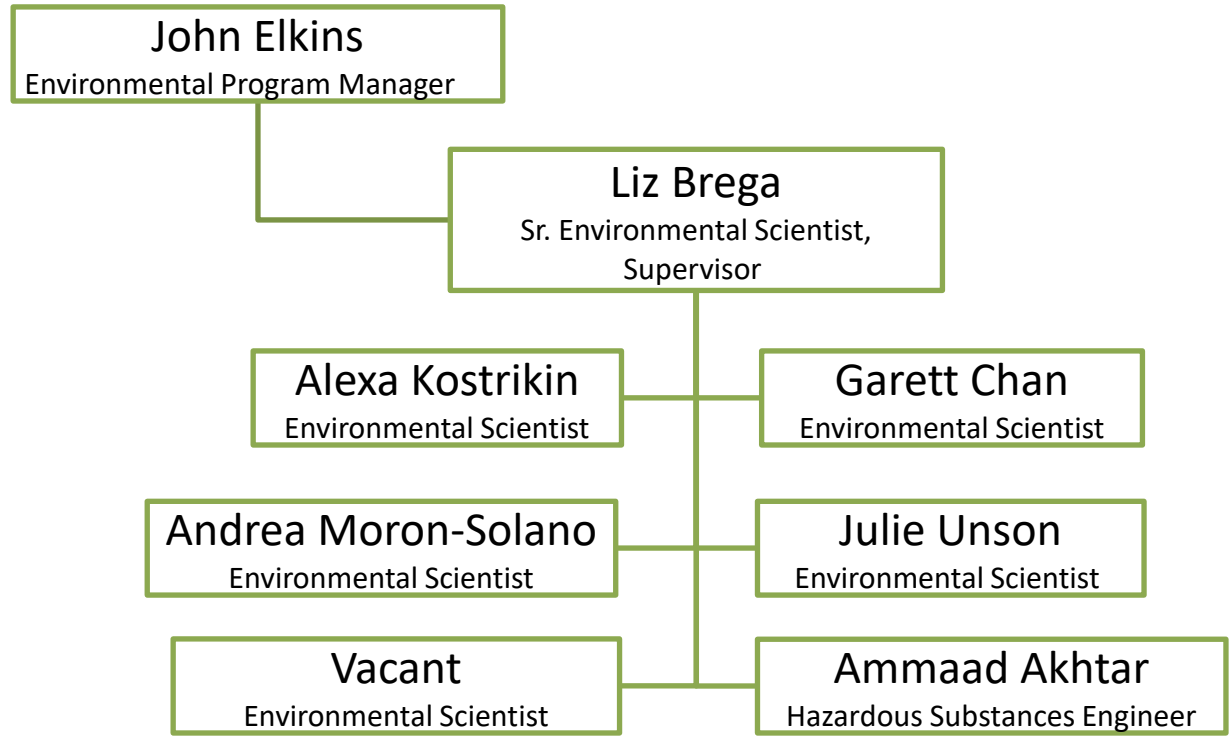 John Elkins
Environmental Program Manager
Liz Brega
Sr. Environmental Scientist,
Supervisor
Alexa Kostrikin
Environmental Scientist
Garett Chan
Environmental Scientist
Andrea Moron-Solano
Environmental Scientist
Julie Unson
Environmental Scientist
Vacant
Environmental Scientist
Ammaad Akhtar
Hazardous Substances Engineer